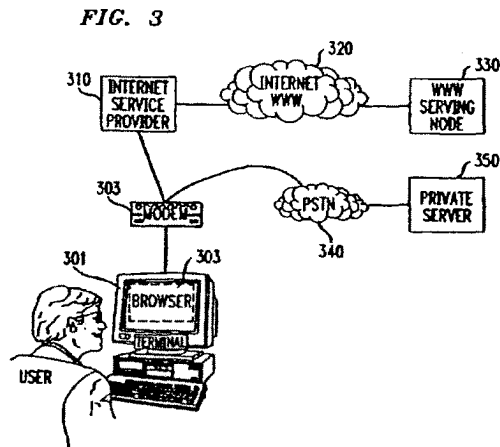 FIG. 3
310
INTERNET
SERVICE
PROVIDER
320
INTERNET
WWW
330
WWW
SERVING
NODE
303
MODEM
PSTN
340
350
PRIVATE
SERVER
301
303
BROWSER
TERMINAL
USER